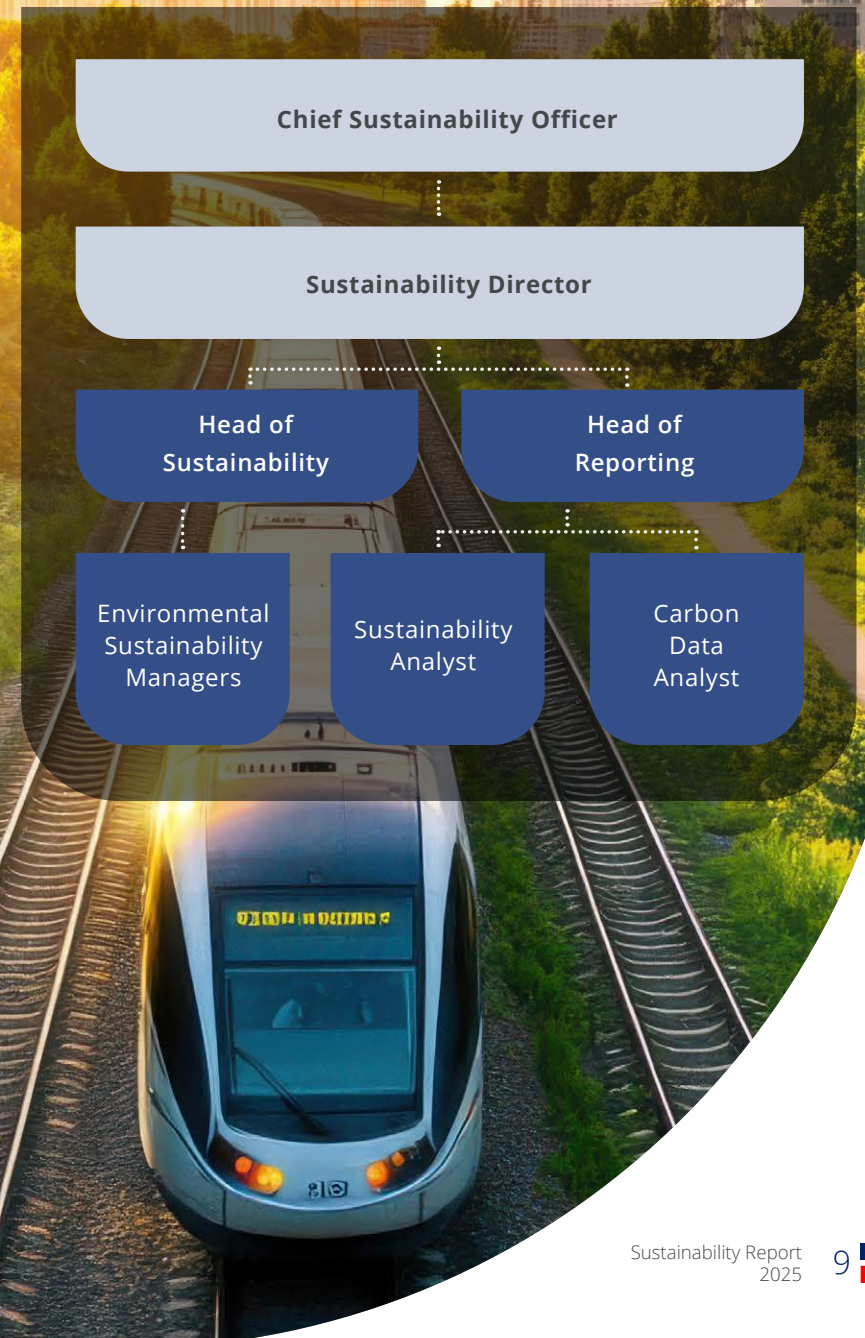 Chief Sustainability Officer
Sustainability Director
Head of
Sustainability
Head of
Reporting
Environmental
Sustainability
Managers
Sustainability
Analyst
Carbon
Data
Analyst
Sustainability Report
2025
9